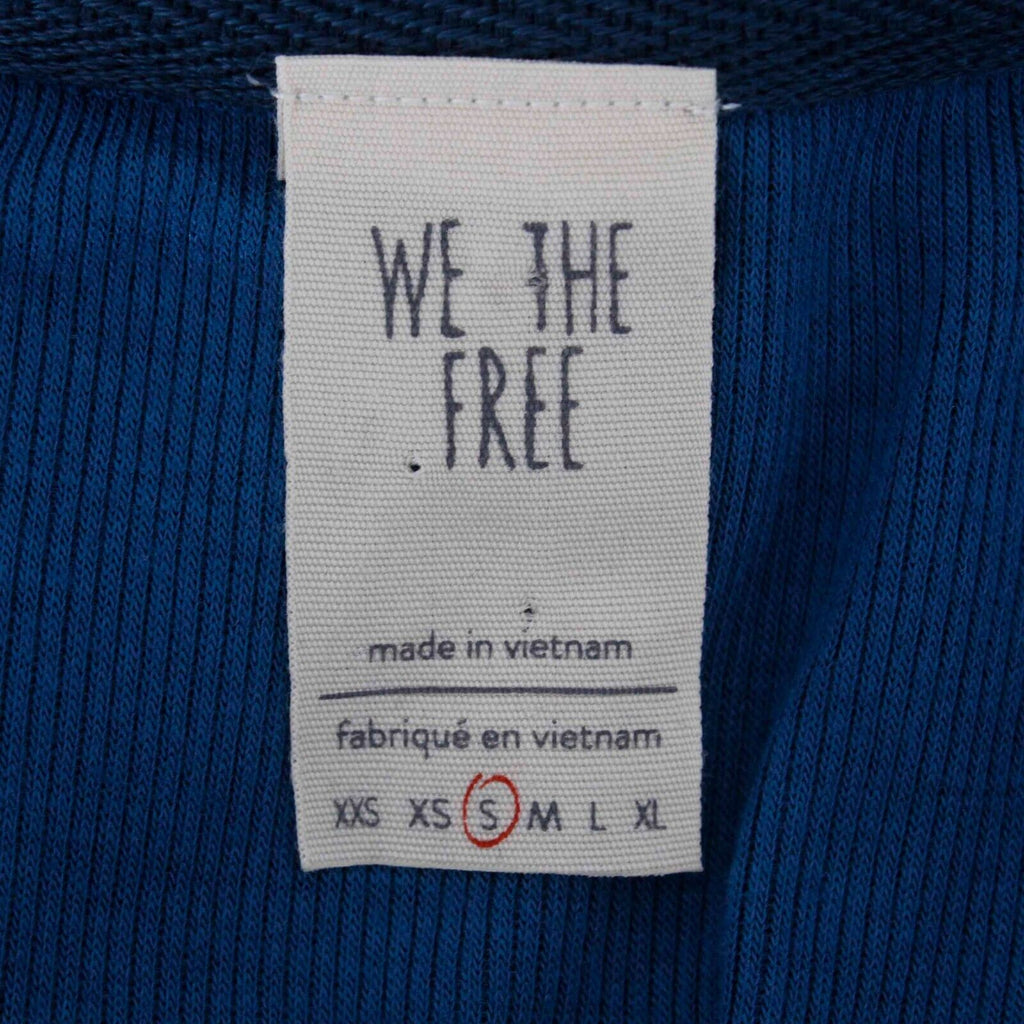 WE THE
FREE
made in vietnam
fabriqué en vietnam
XXS XS S M L XL